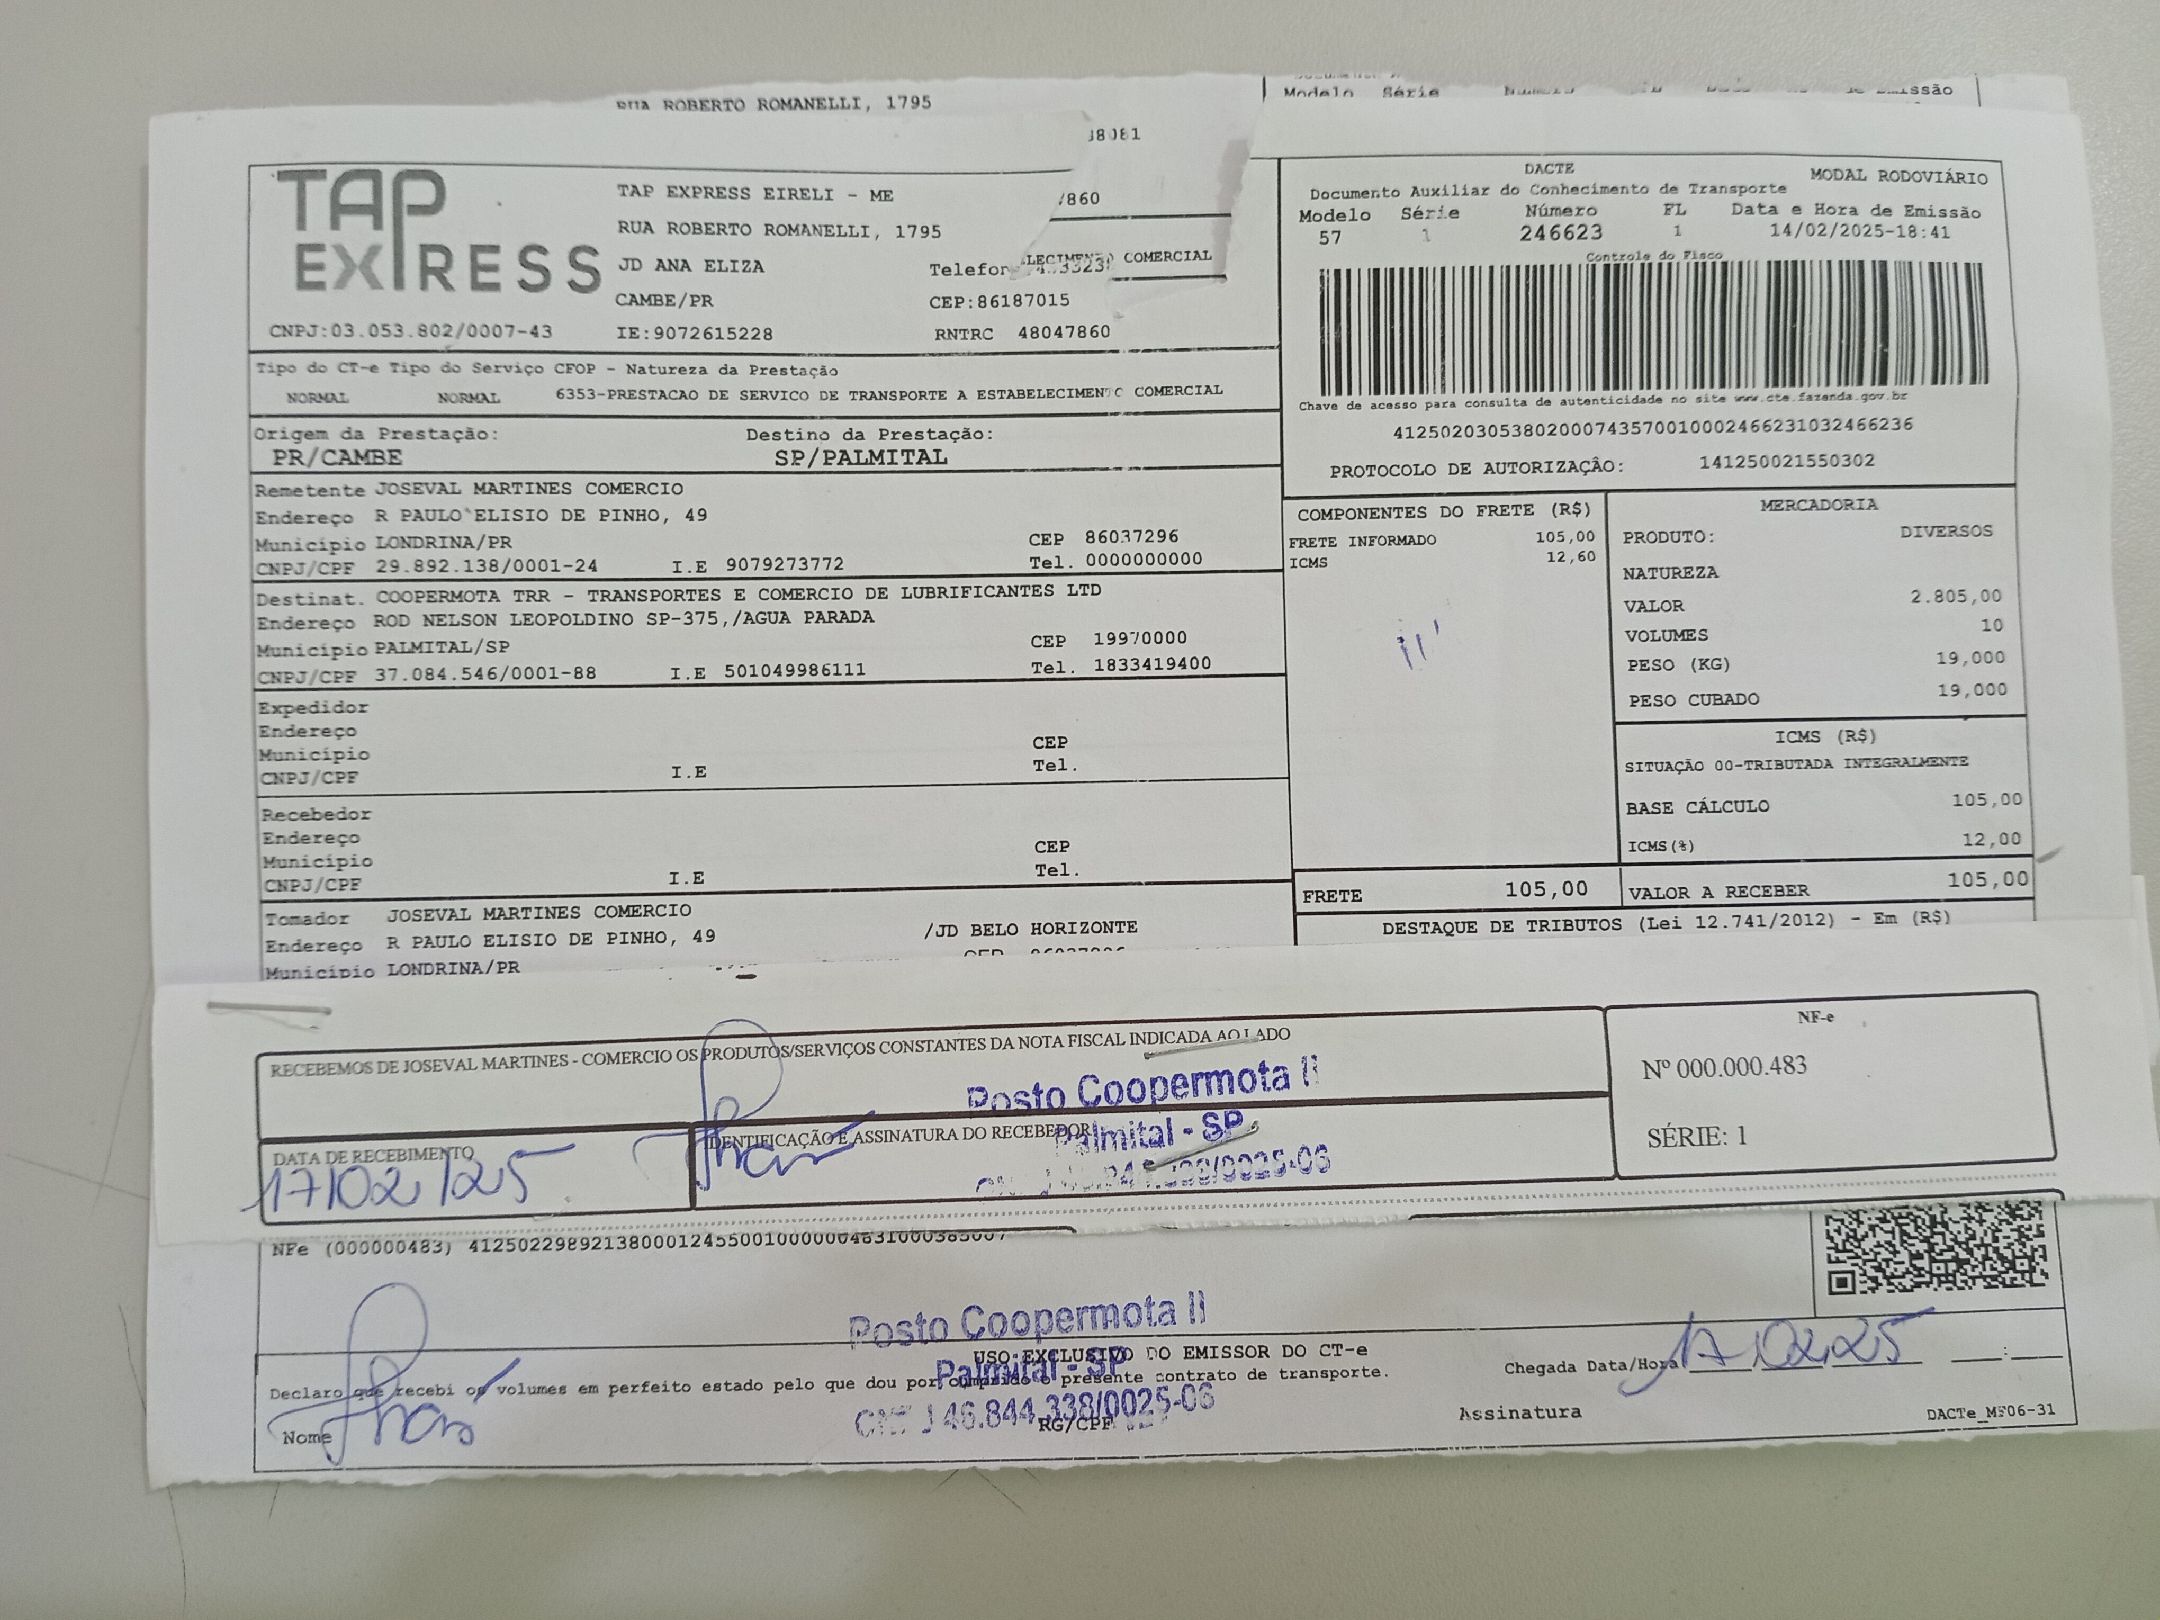 RUA ROBERTO ROMANELLI, 1795
Modelo Série
TAP EXPRESS
TAP EXPRESS EIRELI - ME
/860
RUA ROBERTO ROMANELLI, 1795
JD ANA ELIZA
COMERCIAL
CAMBE/PR
CEP:86187015
CNPJ:03.053.802/0007-43
IE:9072615228
RNTRC 48047860
DACTE
MODAL RODOVIÁRIO
Documento Auxiliar do Conhecimento de Transporte
Modelo Série Número FL Data e Hora de Emissão
57 1 246623 1 14/02/2025-18:41
Controle do Fisco
Chave de acesso para consulta de autenticidade no site www.cte.fazenda.gov.br
41250203053802000743570010002466231032466236
PROTOCOLO DE AUTORIZAÇÃO: 141250021550302
Tipo do CT-e Tipo do Serviço CFOP - Natureza da Prestação
NORMAL NORMAL 6353-PRESTACAO DE SERVICO DE TRANSPORTE A ESTABELECIMENTO COMERCIAL
Origem da Prestação: Destino da Prestação:
PR/CAMBE SP/PALMITAL
Remetente JOSEVAL MARTINES COMERCIO
Endereço R PAULO ELISIO DE PINHO, 49
Município LONDRINA/PR CEP 86037296
CNPJ/CPF 29.892.138/0001-24 I.E 9079273772 Tel. 0000000000
Destinat. COOPERMOTA TRR - TRANSPORTES E COMERCIO DE LUBRIFICANTES LTD
Endereço ROD NELSON LEOPOLDINO SP-375,/AGUA PARADA
Município PALMITAL/SP CEP 19970000
CNPJ/CPF 37.084.546/0001-88 I.E 501049986111 Tel. 1833419400
Expedidor
Endereço
Município CEP
CNPJ/CPF I.E Tel.
Recebedor
Endereço
Município CEP
CNPJ/CPF I.E Tel.
Tomador JOSEVAL MARTINES COMERCIO
Endereço R PAULO ELISIO DE PINHO, 49 /JD BELO HORIZONTE
Município LONDRINA/PR
COMPONENTES DO FRETE (R$)
FRETE INFORMADO 105,00
ICMS 12,60
MERCADORIA
PRODUTO: DIVERSOS
NATUREZA
VALOR 2.805,00
VOLUMES 10
PESO (KG) 19,000
PESO CUBADO 19,000
ICMS (R$)
SITUAÇÃO 00-TRIBUTADA INTEGRALMENTE
BASE CÁLCULO 105,00
ICMS(%) 12,00
FRETE 105,00 VALOR A RECEBER 105,00
DESTAQUE DE TRIBUTOS (Lei 12.741/2012) - Em (R$)
RECEBEMOS DE JOSEVAL MARTINES - COMERCIO OS PRODUTOS/SERVIÇOS CONSTANTES DA NOTA FISCAL INDICADA AO LADO
Posto Coopermota II
Palmital - SP
DATA DE RECEBIMENTO
17/02/25
IDENTIFICAÇÃO E ASSINATURA DO RECEBEDOR
NF-e
Nº 000.000.483
SÉRIE: 1
NFe (000000483)
Posto Coopermota II
Palmital - SP
CNPJ 46.844.338/0025-06
USO EXCLUSIVO DO EMISSOR DO CT-e
Declaro que recebi os volumes em perfeito estado pelo que dou por cumprido o presente contrato de transporte.
Chegada Data/Hora 17.02.25
Nome RG/CPF Assinatura
DACTe_MF06-31